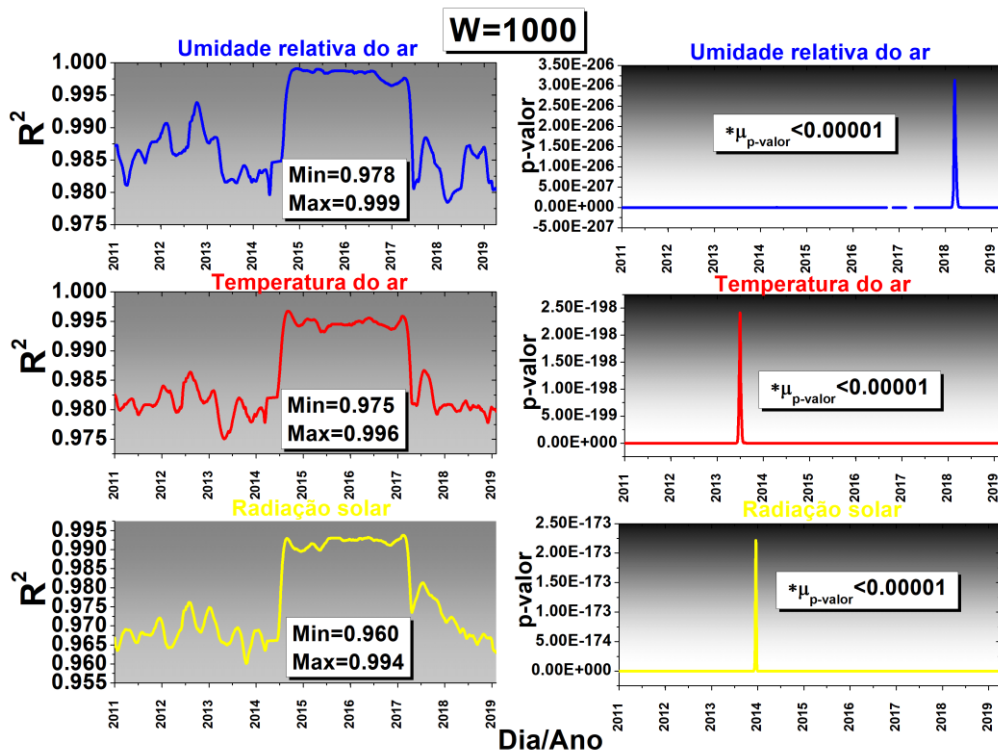 W=1000
Umidade relativa do ar
R²
1.000
0.995
0.990
0.985
0.980
0.975
Min=0.978
Max=0.999
2011
2012
2013
2014
2015
2016
2017
2018
2019
Umidade relativa do ar
p-valor
3.50E-206
3.00E-206
2.50E-206
2.00E-206
1.50E-206
1.00E-206
5.00E-207
0.00E+000
-5.00E-207
*μp-valor<0.00001
2011
2012
2013
2014
2015
2016
2017
2018
2019
Temperatura do ar
R²
1.000
0.995
0.990
0.985
0.980
0.975
Min=0.975
Max=0.996
2011
2012
2013
2014
2015
2016
2017
2018
2019
Temperatura do ar
p-valor
2.50E-198
2.00E-198
1.50E-198
1.00E-198
5.00E-199
0.00E+000
*μp-valor<0.00001
2011
2012
2013
2014
2015
2016
2017
2018
2019
Radiação solar
R²
0.995
0.990
0.985
0.980
0.975
0.970
0.965
0.960
0.955
Min=0.960
Max=0.994
2011
2012
2013
2014
2015
2016
2017
2018
2019
Radiação solar
p-valor
2.50E-173
2.00E-173
1.50E-173
1.00E-173
5.00E-174
0.00E+000
*μp-valor<0.00001
2011
2012
2013
2014
2015
2016
2017
2018
2019
Dia/Ano